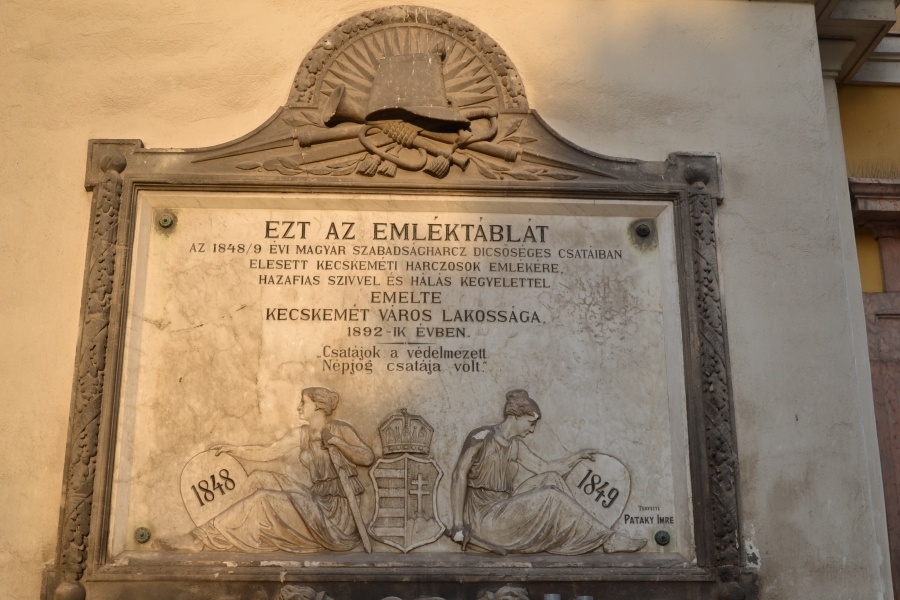 EZT AZ EMLÉKTÁBLÁT
AZ 1848/9 ÉVI MAGYAR SZABADSÁGHARCZ DICSŐSÉGES CSATÁIBAN
ELESETT KECSKEMÉTI HARCZOSOK EMLÉKÉRE,
HAZAFIAS SZIVVEL ÉS HÁLÁS KEGYELETTEL
EMELTE
KECSKEMÉT VÁROS LAKOSSÁGA,
1892-IK ÉVBEN.
„Csatájok a védelmezett
Népjog csatája volt."
1848
1849
TERVEZTE
PATAKY IMRE